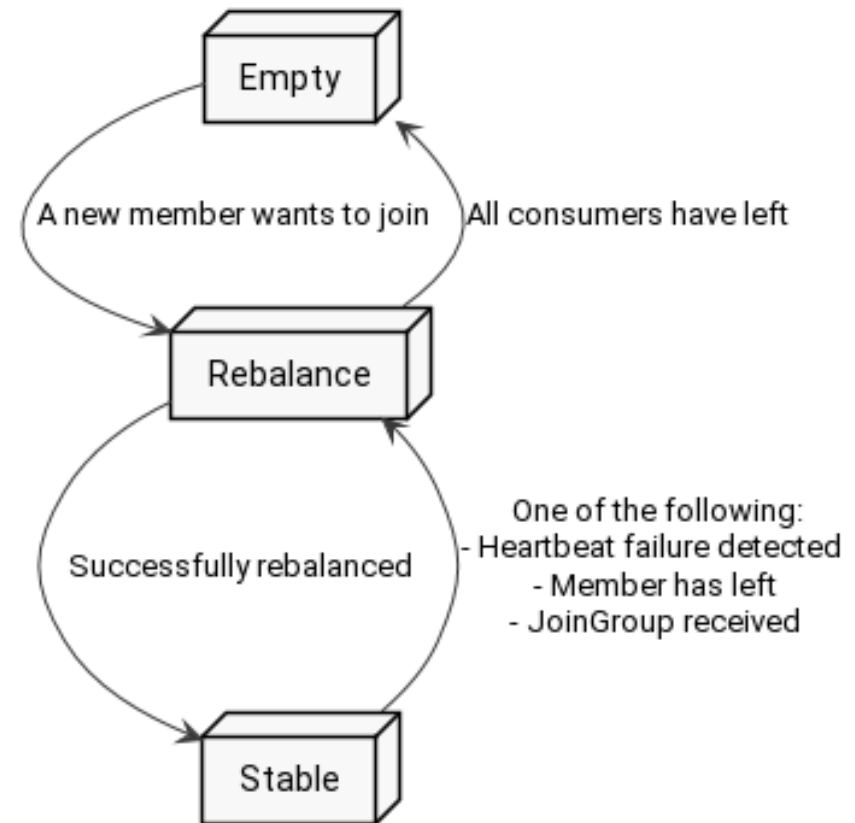 Empty
A new member wants to join
All consumers have left
Rebalance
Successfully rebalanced
One of the following:
- Heartbeat failure detected
- Member has left
- JoinGroup received
Stable